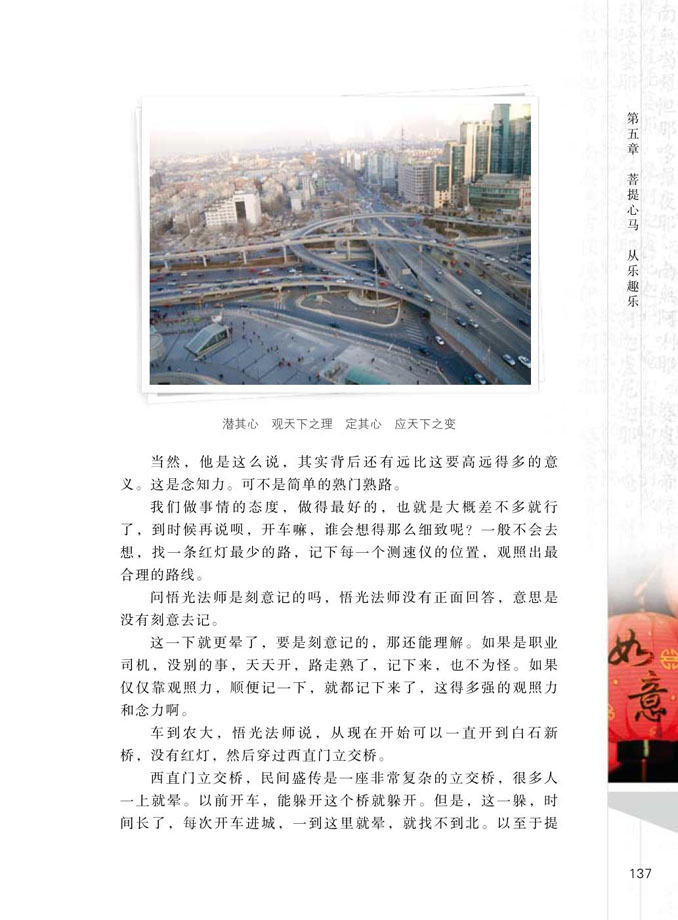 第五章 菩提心马 从乐趣乐
潜其心 观天下之理 定其心 应天下之变
当然，他是这么说，其实背后还有远比这要高远得多的意
义。这是念知力。可不是简单的熟门熟路。
我们做事情的态度，做得最好的，也就是大概差不多就行
了，到时候再说呗，开车嘛，谁会想得那么细致呢？一般不会去
想，找一条红灯最少的路，记下每一个测速仪的位置，观照出最
合理的路线。
问悟光法师是刻意记的吗，悟光法师没有正面回答，意思是
没有刻意去记。
这一下就更晕了，要是刻意记的，那还能理解。如果是职业
司机，没别的事，天天开，路走熟了，记下来，也不为怪。如果
仅仅靠观照力，顺便记一下，就都记下来了，这得多强的观照力
和念力啊。
车到农大，悟光法师说，从现在开始可以一直开到白石新
桥，没有红灯，然后穿过西直门立交桥。
西直门立交桥，民间盛传是一座非常复杂的立交桥，很多人
一上就晕。以前开车，能躲开这个桥就躲开。但是，这一躲，时
间长了，每次开车进城，一到这里就晕，就找不到北。以至于提
如意
137